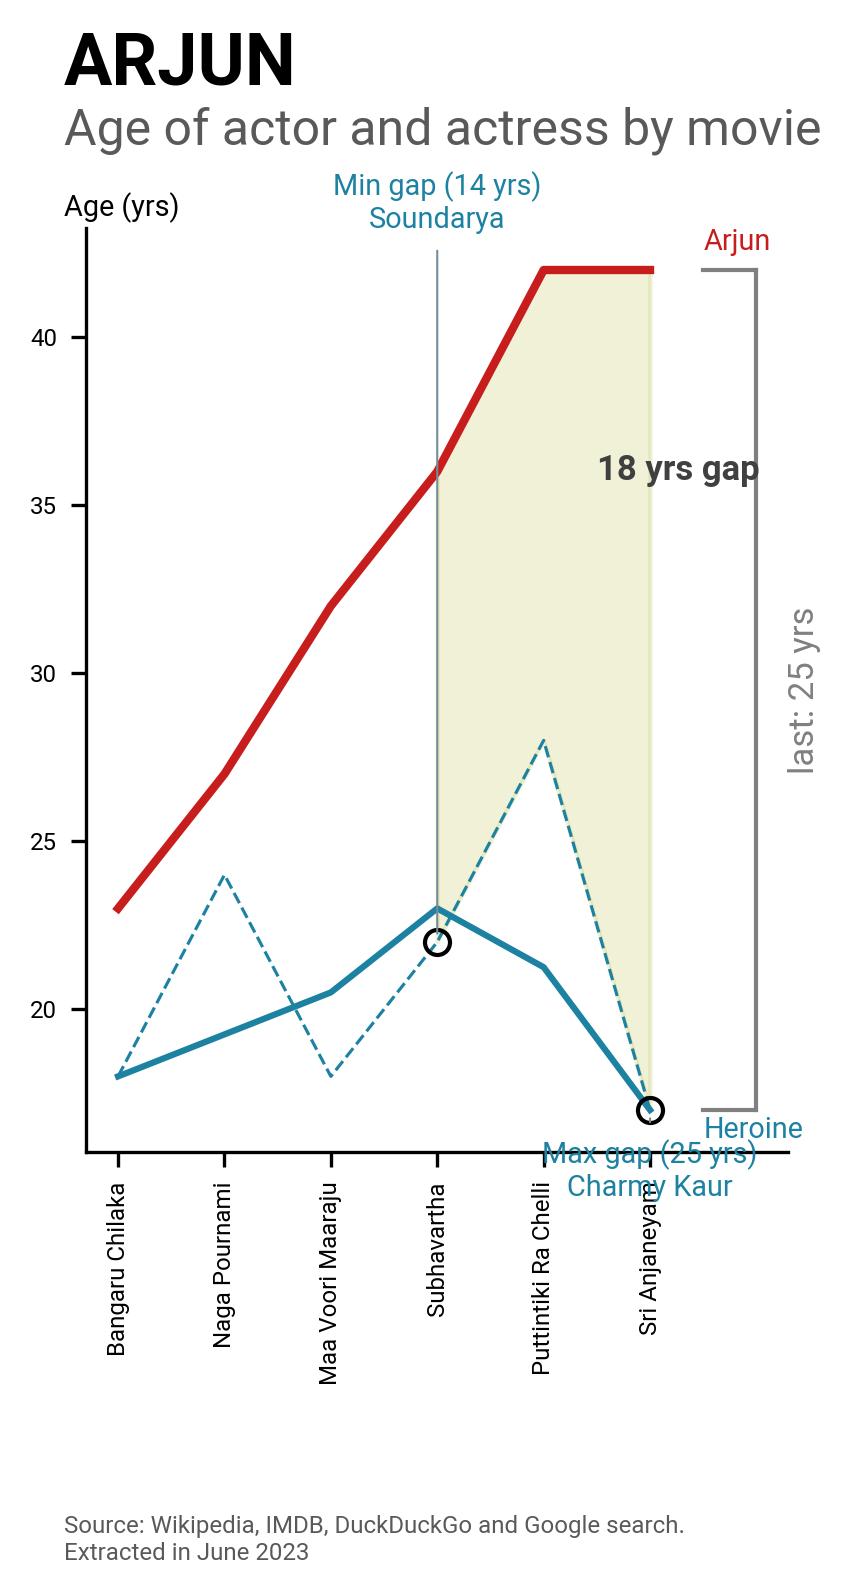 ARJUN
Age of actor and actress by movie
Min gap (14 yrs)
Soundarya
Age (yrs)
Arjun
40
18 yrs gap
35
last: 25 yrs
30
25
20
Heroine
Max gap (25 yrs)
Charmy Kaur
Bangaru Chilaka
Naga Pournami
Maa Voori Maaraju
Subhavartha
Puttintiki Ra Chelli
Sri Anjaneyam
Source: Wikipedia, IMDB, DuckDuckGo and Google search.
Extracted in June 2023